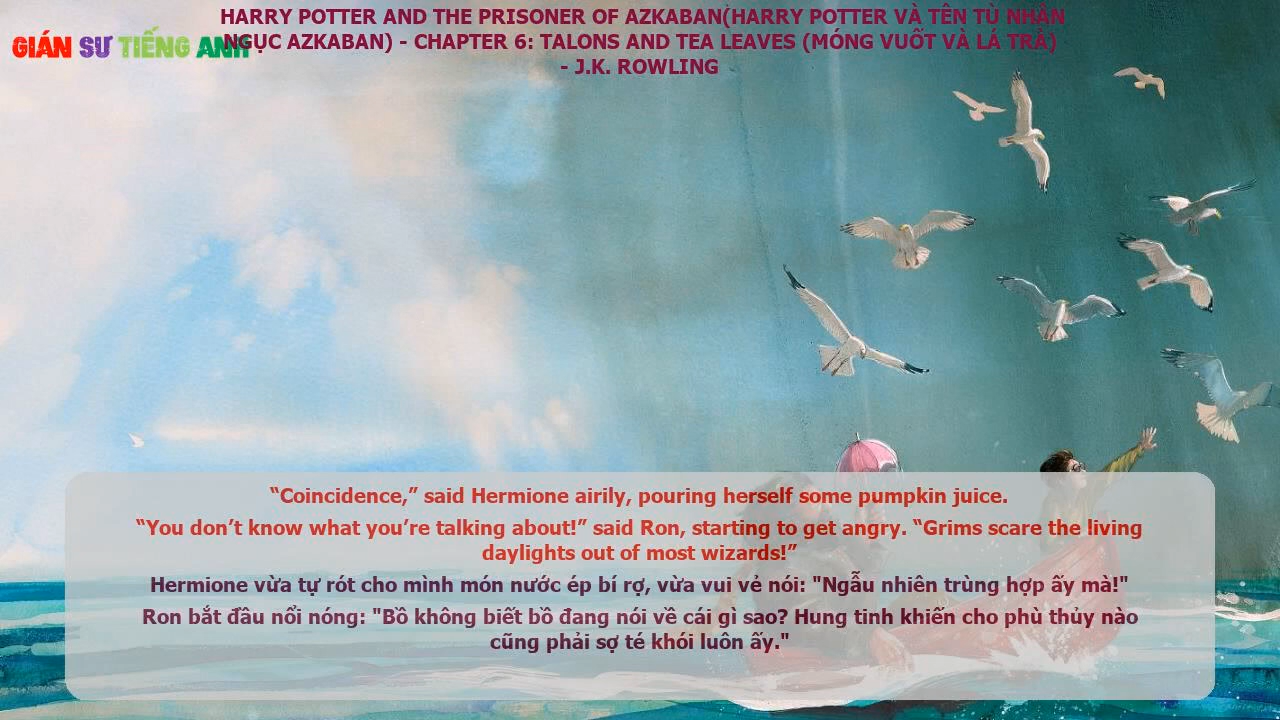 HARRY POTTER AND THE PRISONER OF AZKABAN(HARRY POTTER VÀ TÊN TÙ NHÂN
GIÁN SƯ TIẾNG ANH
NGỤC AZKABAN) - CHAPTER 6: TALONS AND TEA LEAVES (MÓNG VUỐT VÀ LÁ TRÀ)
- J.K. ROWLING
“Coincidence,” said Hermione airily, pouring herself some pumpkin juice.
“You don’t know what you’re talking about!” said Ron, starting to get angry. “Grims scare the living
daylights out of most wizards!”
Hermione vừa tự rót cho mình món nước ép bí rợ, vừa vui vẻ nói: "Ngẫu nhiên trùng hợp ấy mà!"
Ron bắt đầu nổi nóng: "Bồ không biết bồ đang nói về cái gì sao? Hung tinh khiến cho phù thủy nào
cũng phải sợ té khói luôn ấy."